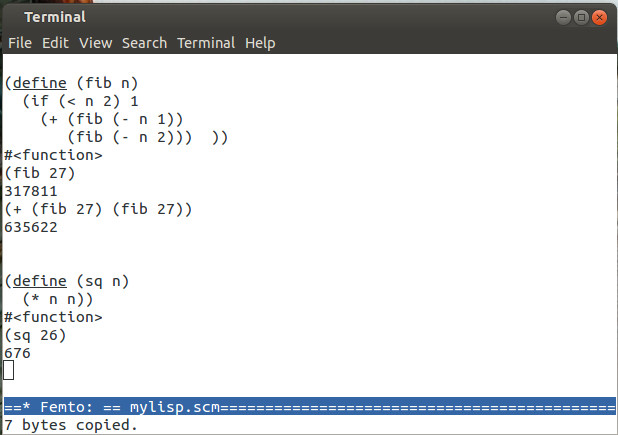 Terminal
File Edit View Search Terminal Help
(define (fib n)
  (if (< n 2) 1
    (+ (fib (- n 1))
       (fib (- n 2)))  ))
#<function>
(fib 27)
317811
(+ (fib 27) (fib 27))
635622
(define (sq n)
  (* n n))
#<function>
(sq 26)
676
==* Femto: == mylisp.scm============================================
7 bytes copied.